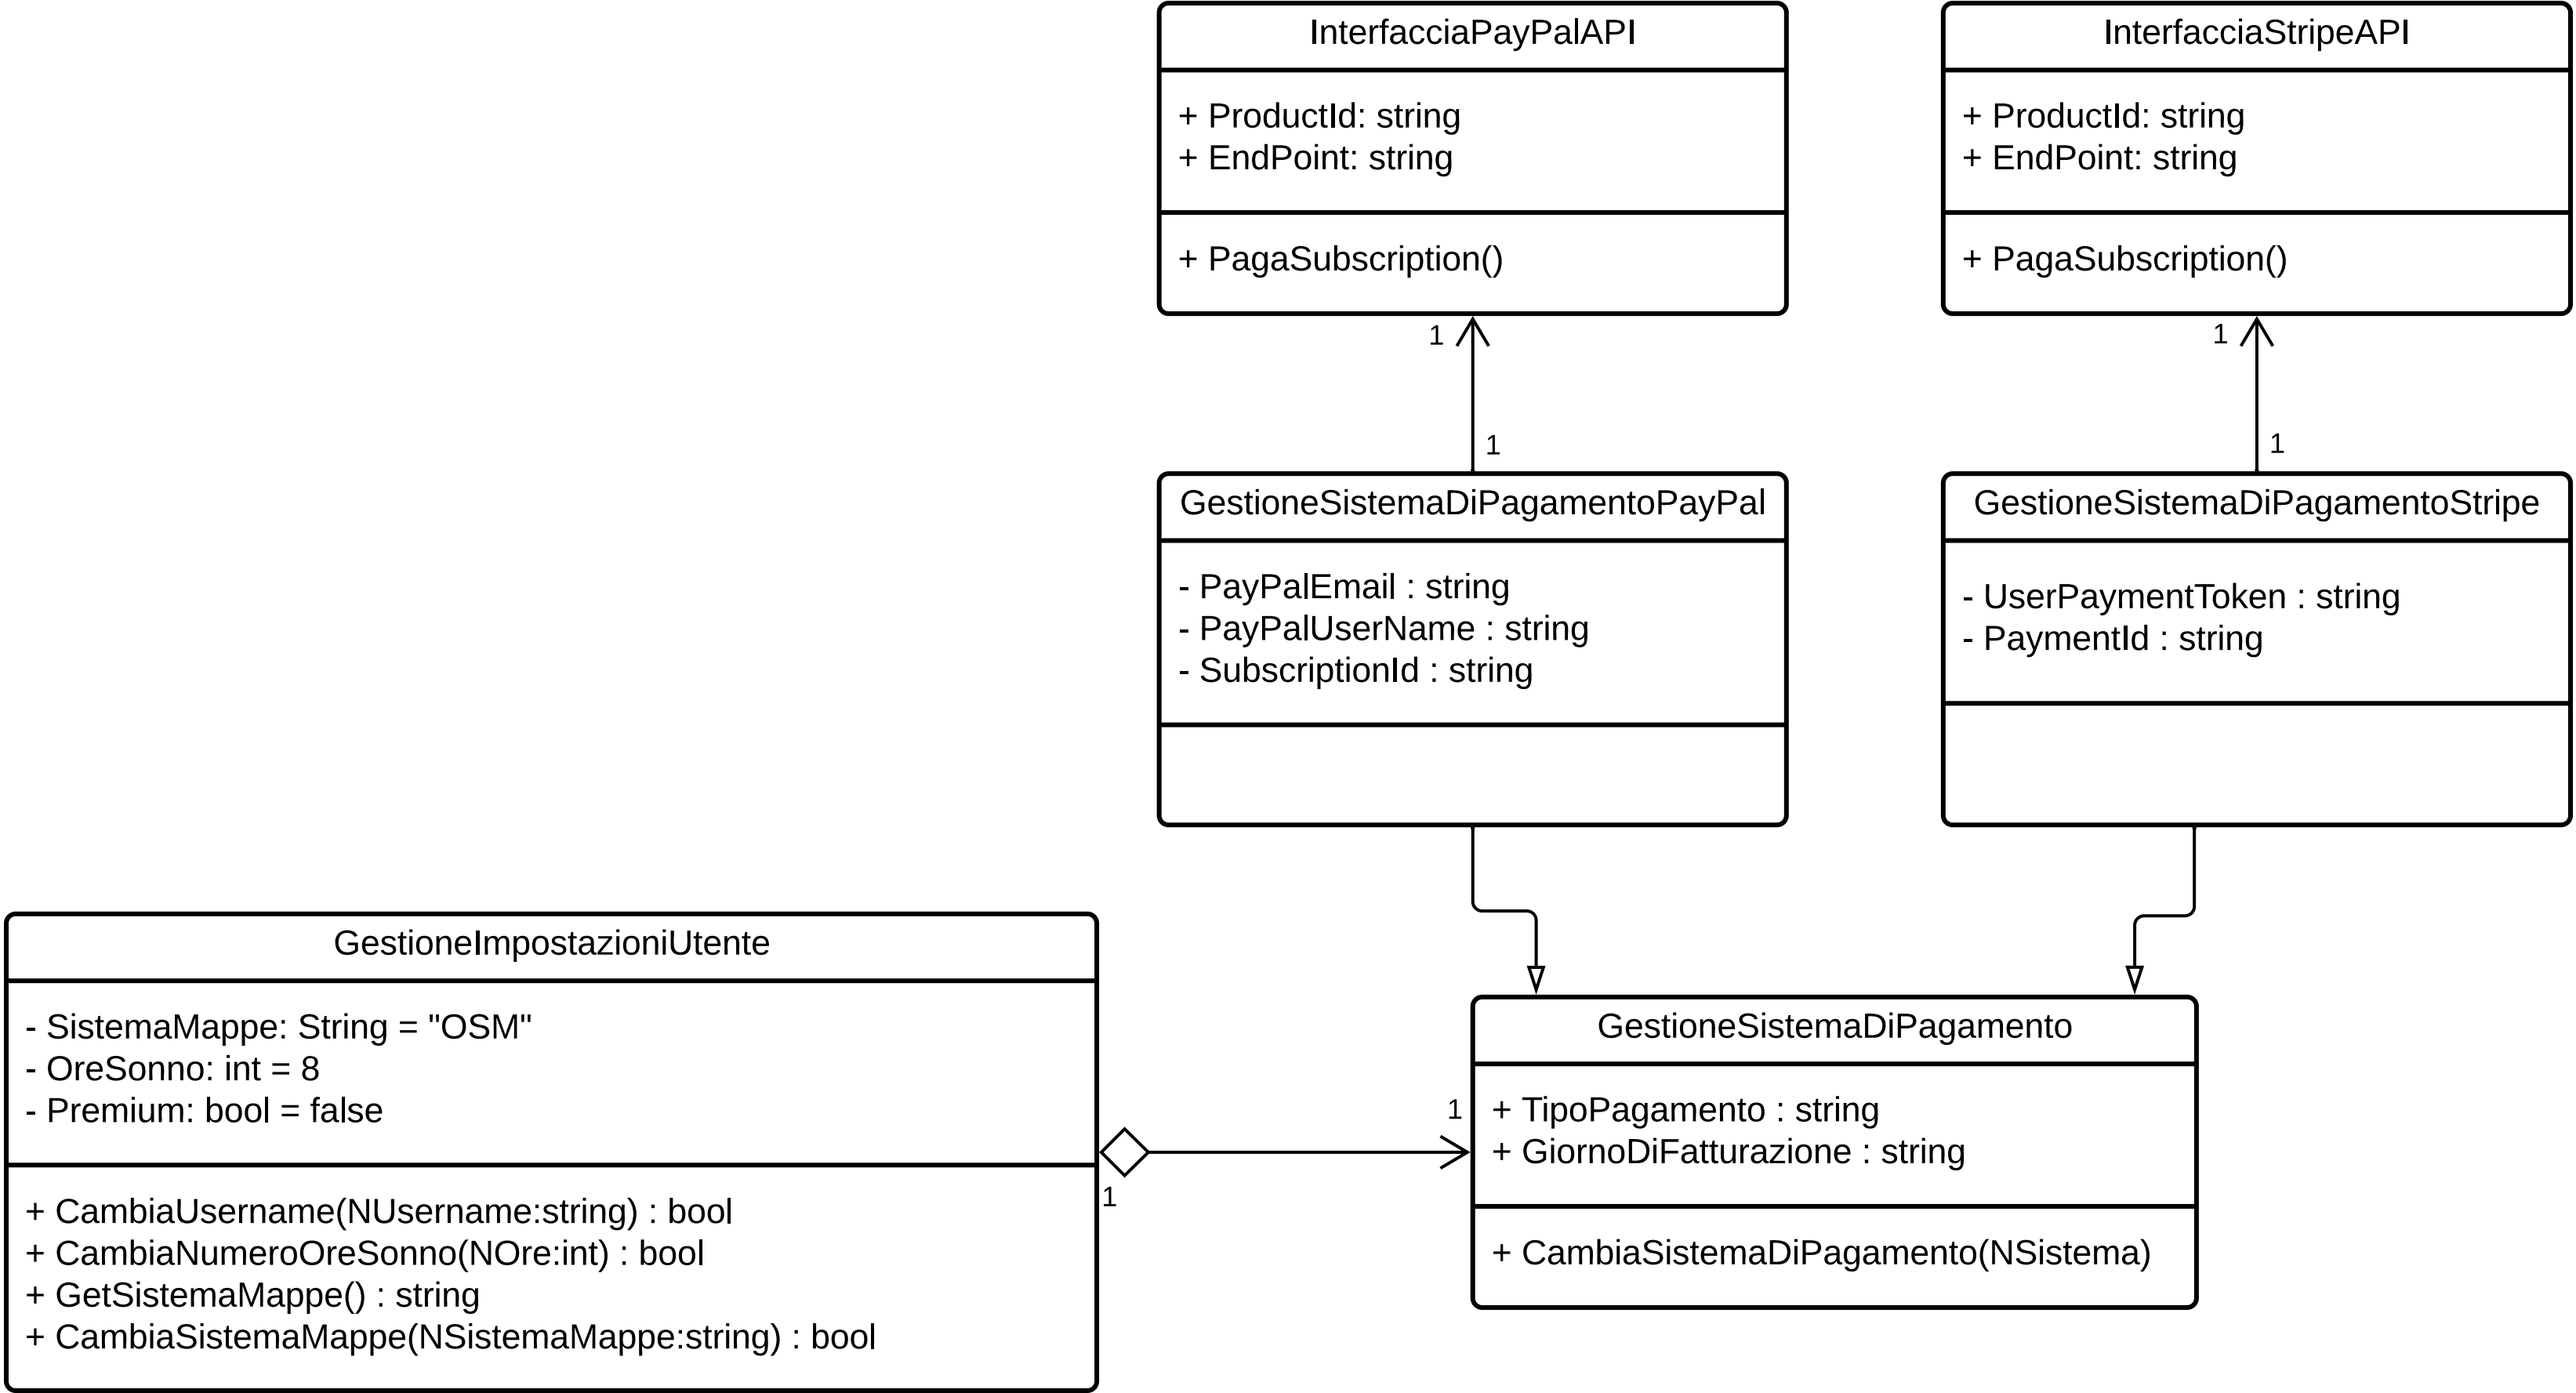 InterfacciaPayPalAPI
+ ProductId: string
+ EndPoint: string
+ PagaSubscription()
InterfacciaStripeAPI
+ ProductId: string
+ EndPoint: string
+ PagaSubscription()
1
1
1
1
GestioneSistemaDiPagamentoPayPal
- PayPalEmail : string
- PayPalUserName : string
- SubscriptionId : string
GestioneSistemaDiPagamentoStripe
- UserPaymentToken : string
- PaymentId : string
GestioneImpostazioniUtente
- SistemaMappe: String = "OSM"
- OreSonno: int = 8
- Premium: bool = false
+ CambiaUsername(NUsername:string) : bool
+ CambiaNumeroOreSonno(NOre:int) : bool
+ GetSistemaMappe() : string
+ CambiaSistemaMappe(NSistemaMappe:string) : bool
1
1
GestioneSistemaDiPagamento
+ TipoPagamento : string
+ GiornoDiFatturazione : string
+ CambiaSistemaDiPagamento(NSistema)